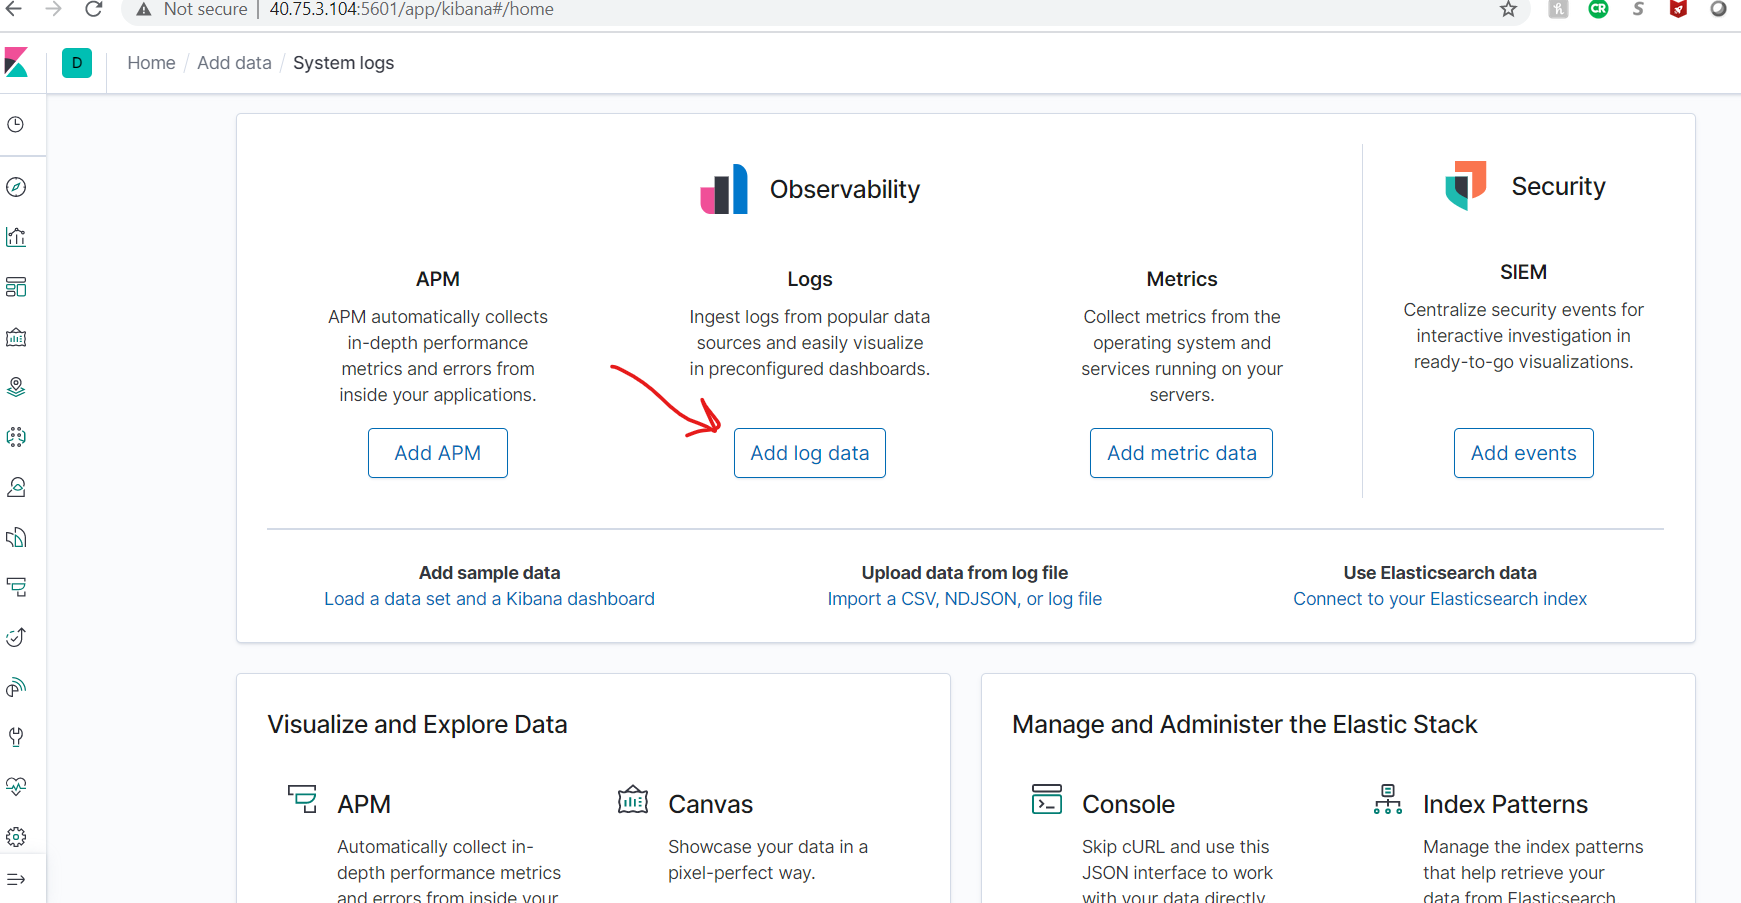 Not secure | 40.75.3.104:5601/app/kibana#/home
D Home / Add data / System logs
Observability
Security
APM
APM automatically collects
in-depth performance
metrics and errors from
inside your applications.
Add APM
Logs
Ingest logs from popular data
sources and easily visualize
in preconfigured dashboards.
Add log data
Metrics
Collect metrics from the
operating system and
services running on your
servers.
Add metric data
SIEM
Centralize security events for
interactive investigation in
ready-to-go visualizations.
Add events
Add sample data
Load a data set and a Kibana dashboard
Upload data from log file
Import a CSV, NDJSON, or log file
Use Elasticsearch data
Connect to your Elasticsearch index
Visualize and Explore Data
APM
Automatically collect in-
depth performance metrics
and errors from inside your
Canvas
Showcase your data in a
pixel-perfect way.
Manage and Administer the Elastic Stack
Console
Skip cURL and use this
JSON interface to work
with your data directly
Index Patterns
Manage the index patterns
that help retrieve your
data from Elasticsearch